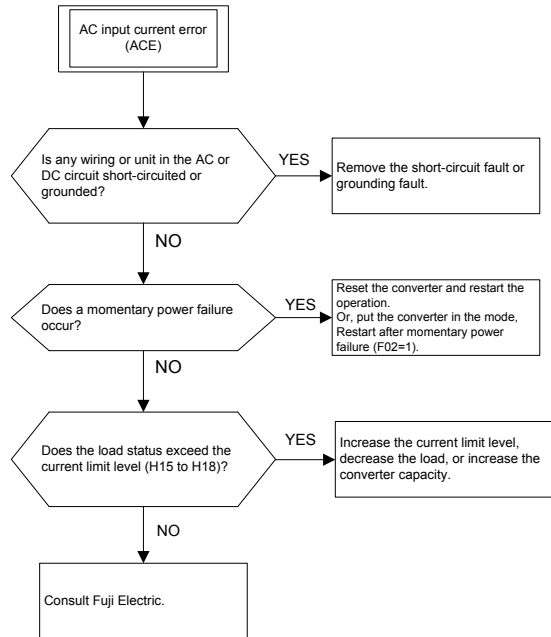 AC input current error
(ACE)
Is any wiring or unit in the AC or
DC circuit short-circuited or
grounded?
YES
Remove the short-circuit fault or
grounding fault.
NO
Does a momentary power failure
occur?
YES
Reset the converter and restart the
operation.
Or, put the converter in the mode,
Restart after momentary power
failure (F02=1).
NO
Does the load status exceed the
current limit level (H15 to H18)?
YES
Increase the current limit level,
decrease the load, or increase the
converter capacity.
NO
Consult Fuji Electric.